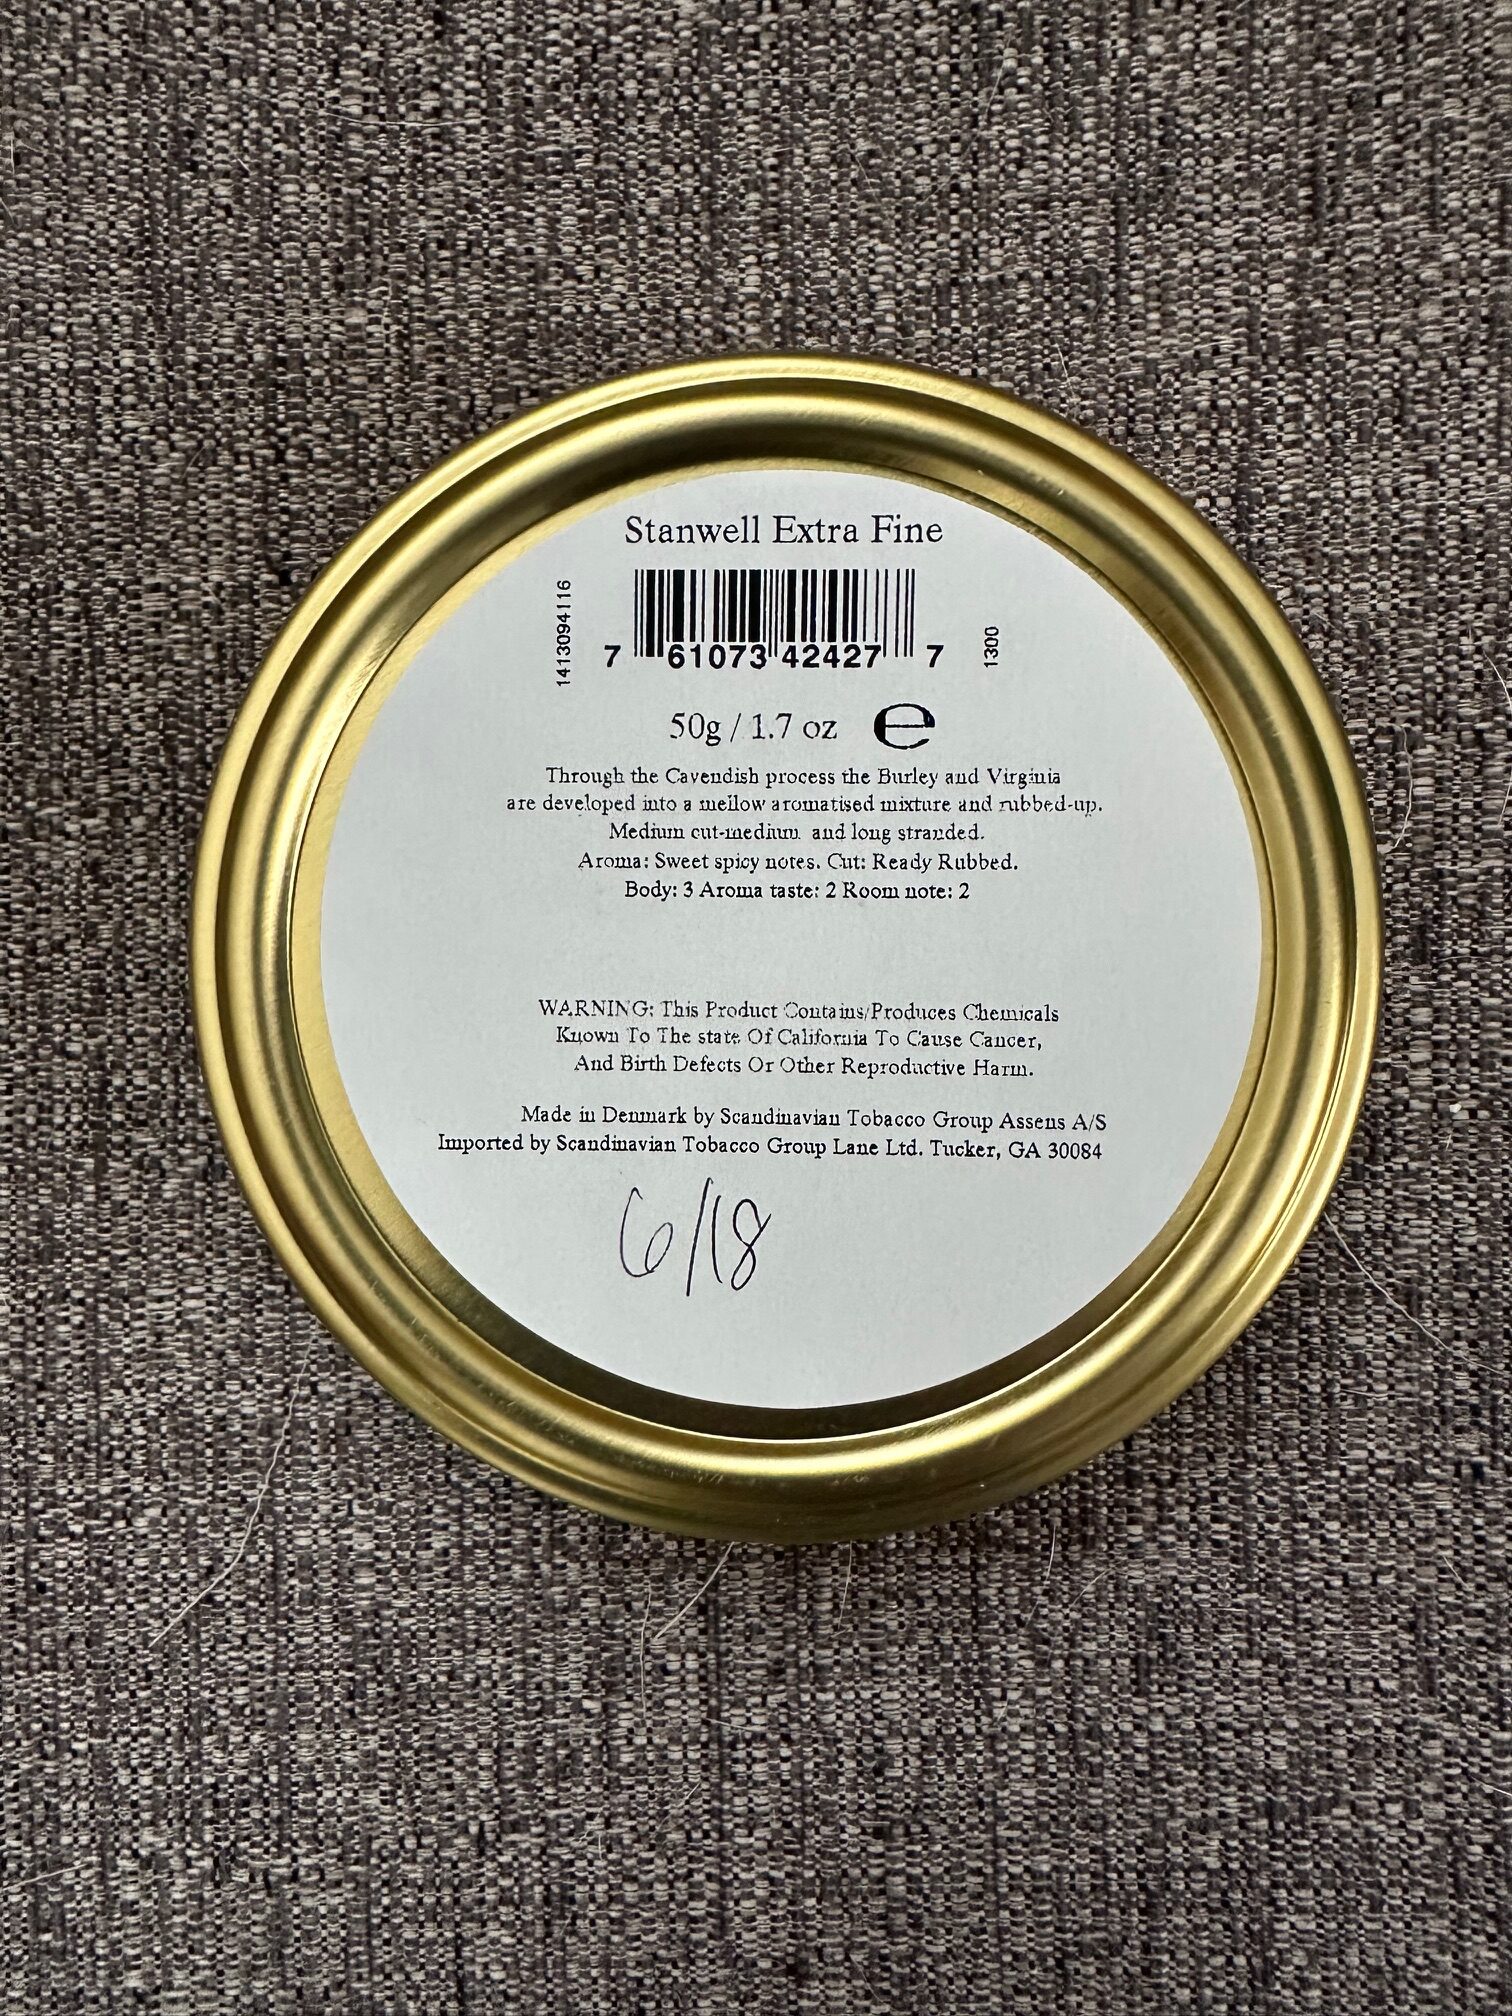 Stanwell Extra Fine
1413094116
7 61073 42427 7
1300
50g / 1.7 oz e
Through the Cavendish process the Burley and Virginia
are developed into a mellow aromatised mixture and rubbed-up.
Medium cut-medium and long stranded.
Aroma: Sweet spicy notes. Cut: Ready Rubbed.
Body: 3 Aroma taste: 2 Room note: 2
WARNING: This Product Contains/Produces Chemicals
Known To The state Of California To Cause Cancer,
And Birth Defects Or Other Reproductive Harm.
Made in Denmark by Scandinavian Tobacco Group Assens A/S
Imported by Scandinavian Tobacco Group Lane Ltd. Tucker, GA 30084
6/18